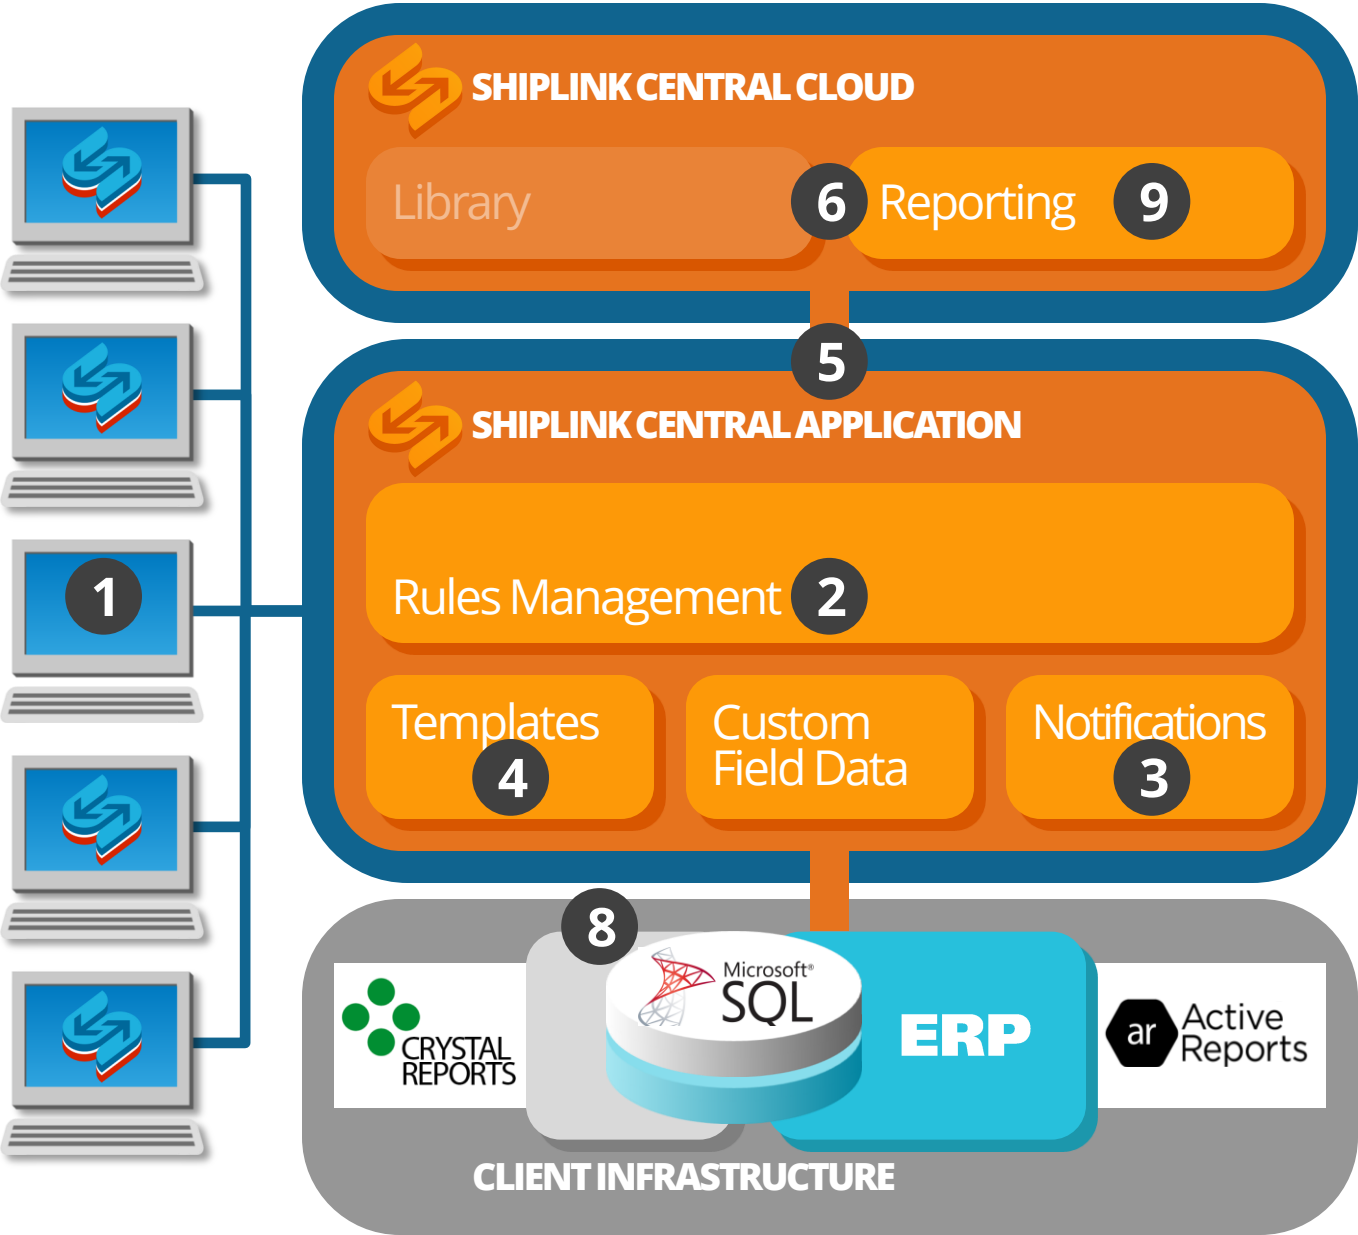 SHIPLINK CENTRAL CLOUD
Library
6
Reporting
9
5
SHIPLINK CENTRAL APPLICATION
1
Rules Management
2
Templates
4
Custom
Field Data
Notifications
3
8
CRYSTAL
REPORTS
Microsoft®
SQL
ERP
ar
Active
Reports
CLIENT INFRASTRUCTURE